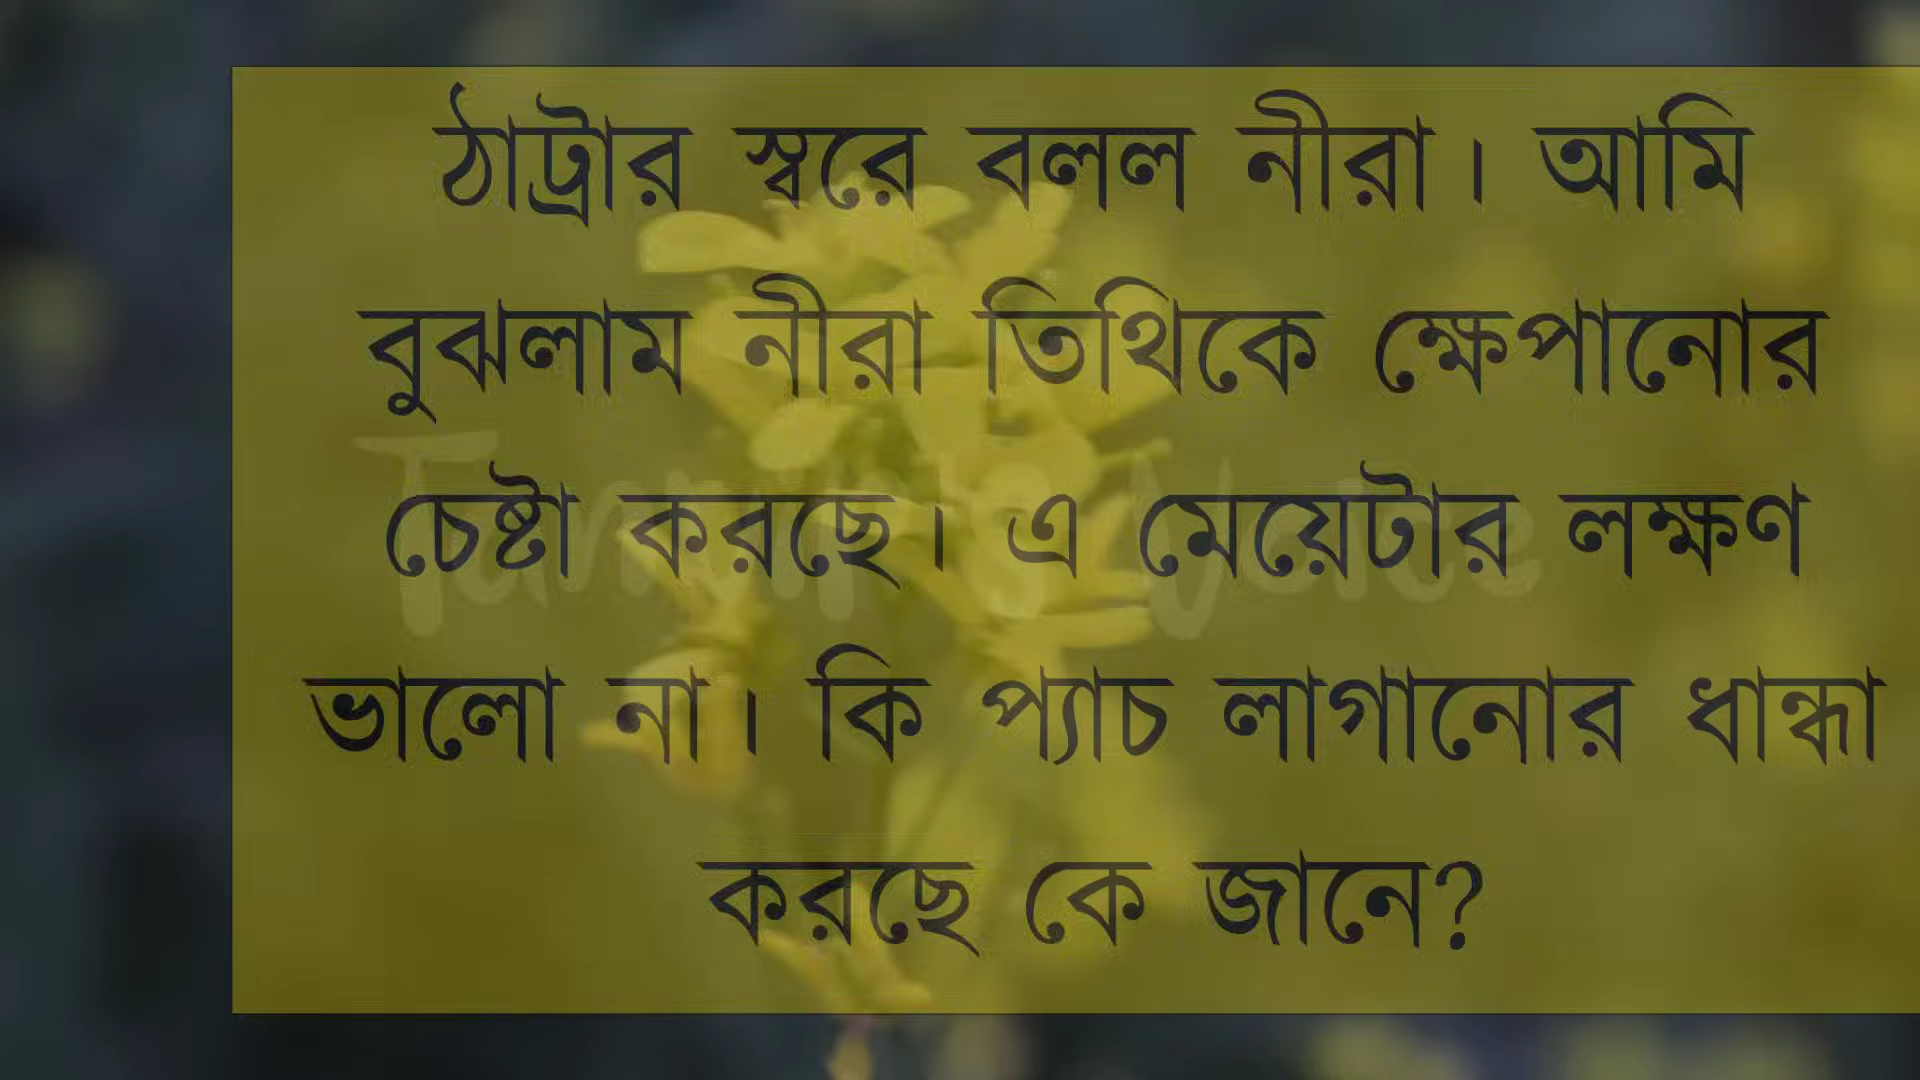 ঠাট্রার স্বরে বলল নীরা। আমি
বুঝলাম নীরা তিথিকে ক্ষেপানোর
চেষ্টা করছে। এ মেয়েটার লক্ষণ
ভালো না। কি প্যাচ লাগানোর ধান্ধা
করছে কে জানে?